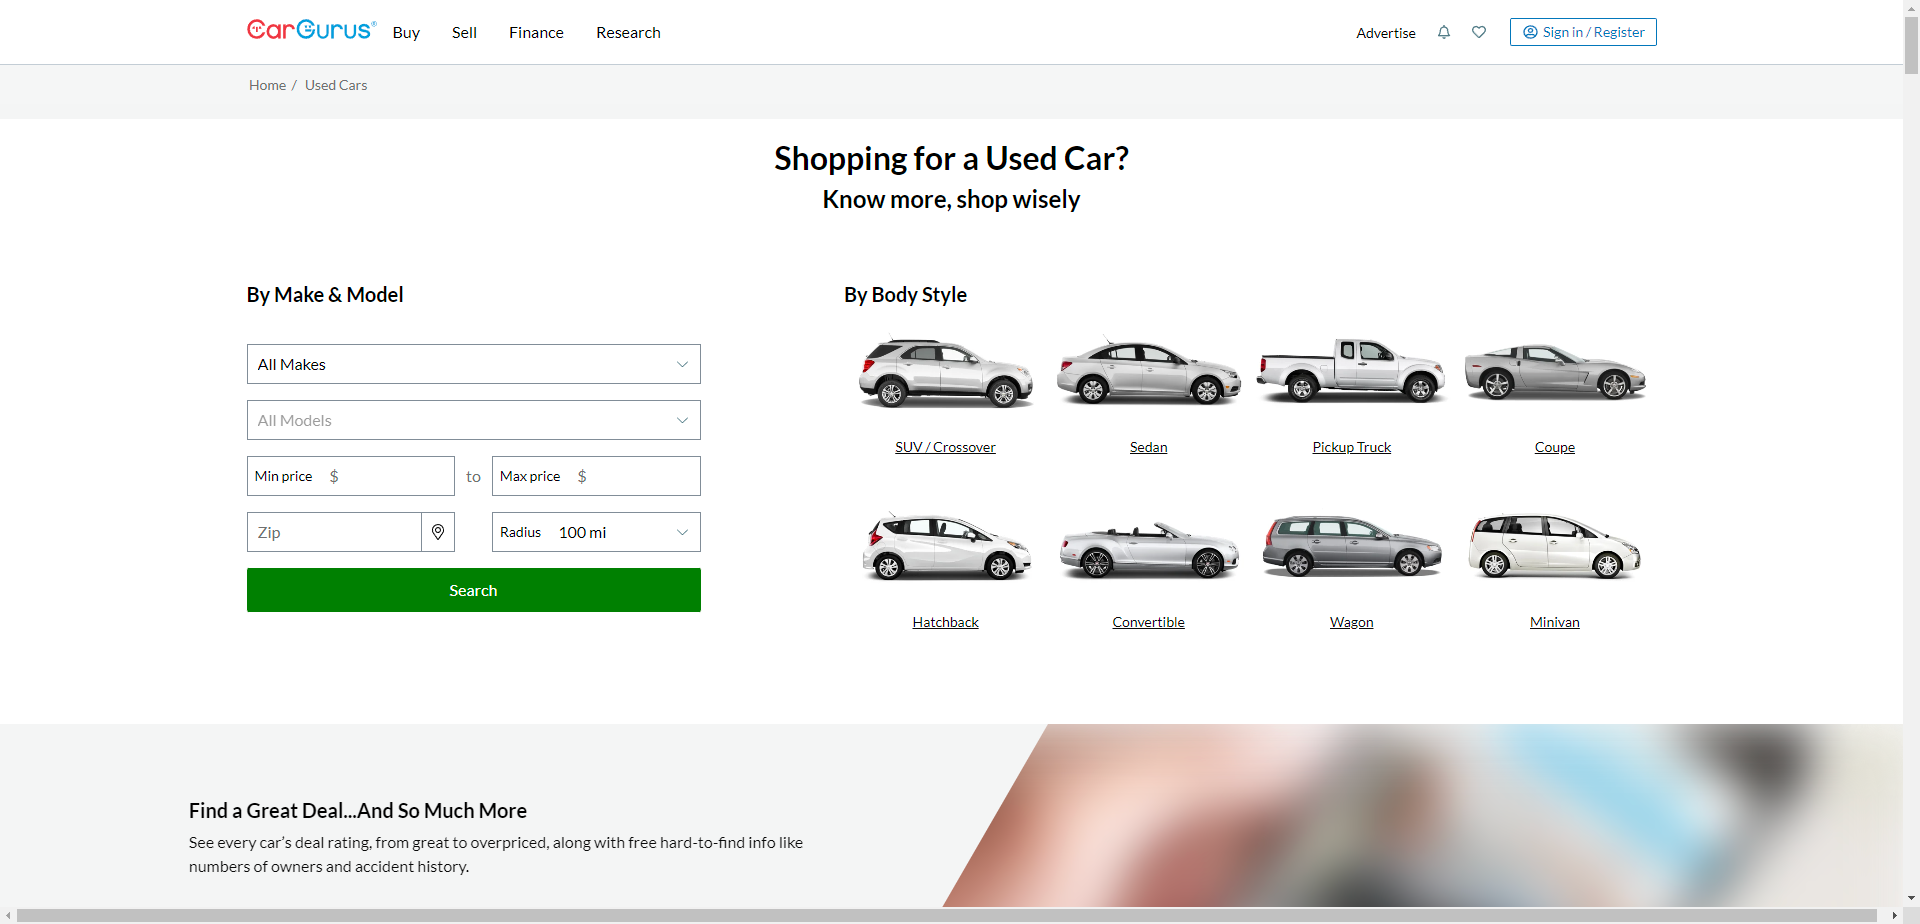 CarGurus®
Buy
Sell
Finance
Research
Advertise
Sign in / Register
Home / Used Cars
Shopping for a Used Car?
Know more, shop wisely
By Make & Model
All Makes
All Models
Min price $
to
Max price $
Zip
Radius 100 mi
Search
By Body Style
SUV / Crossover
Sedan
Pickup Truck
Coupe
Hatchback
Convertible
Wagon
Minivan
Find a Great Deal...And So Much More
See every car’s deal rating, from great to overpriced, along with free hard-to-find info like
numbers of owners and accident history.